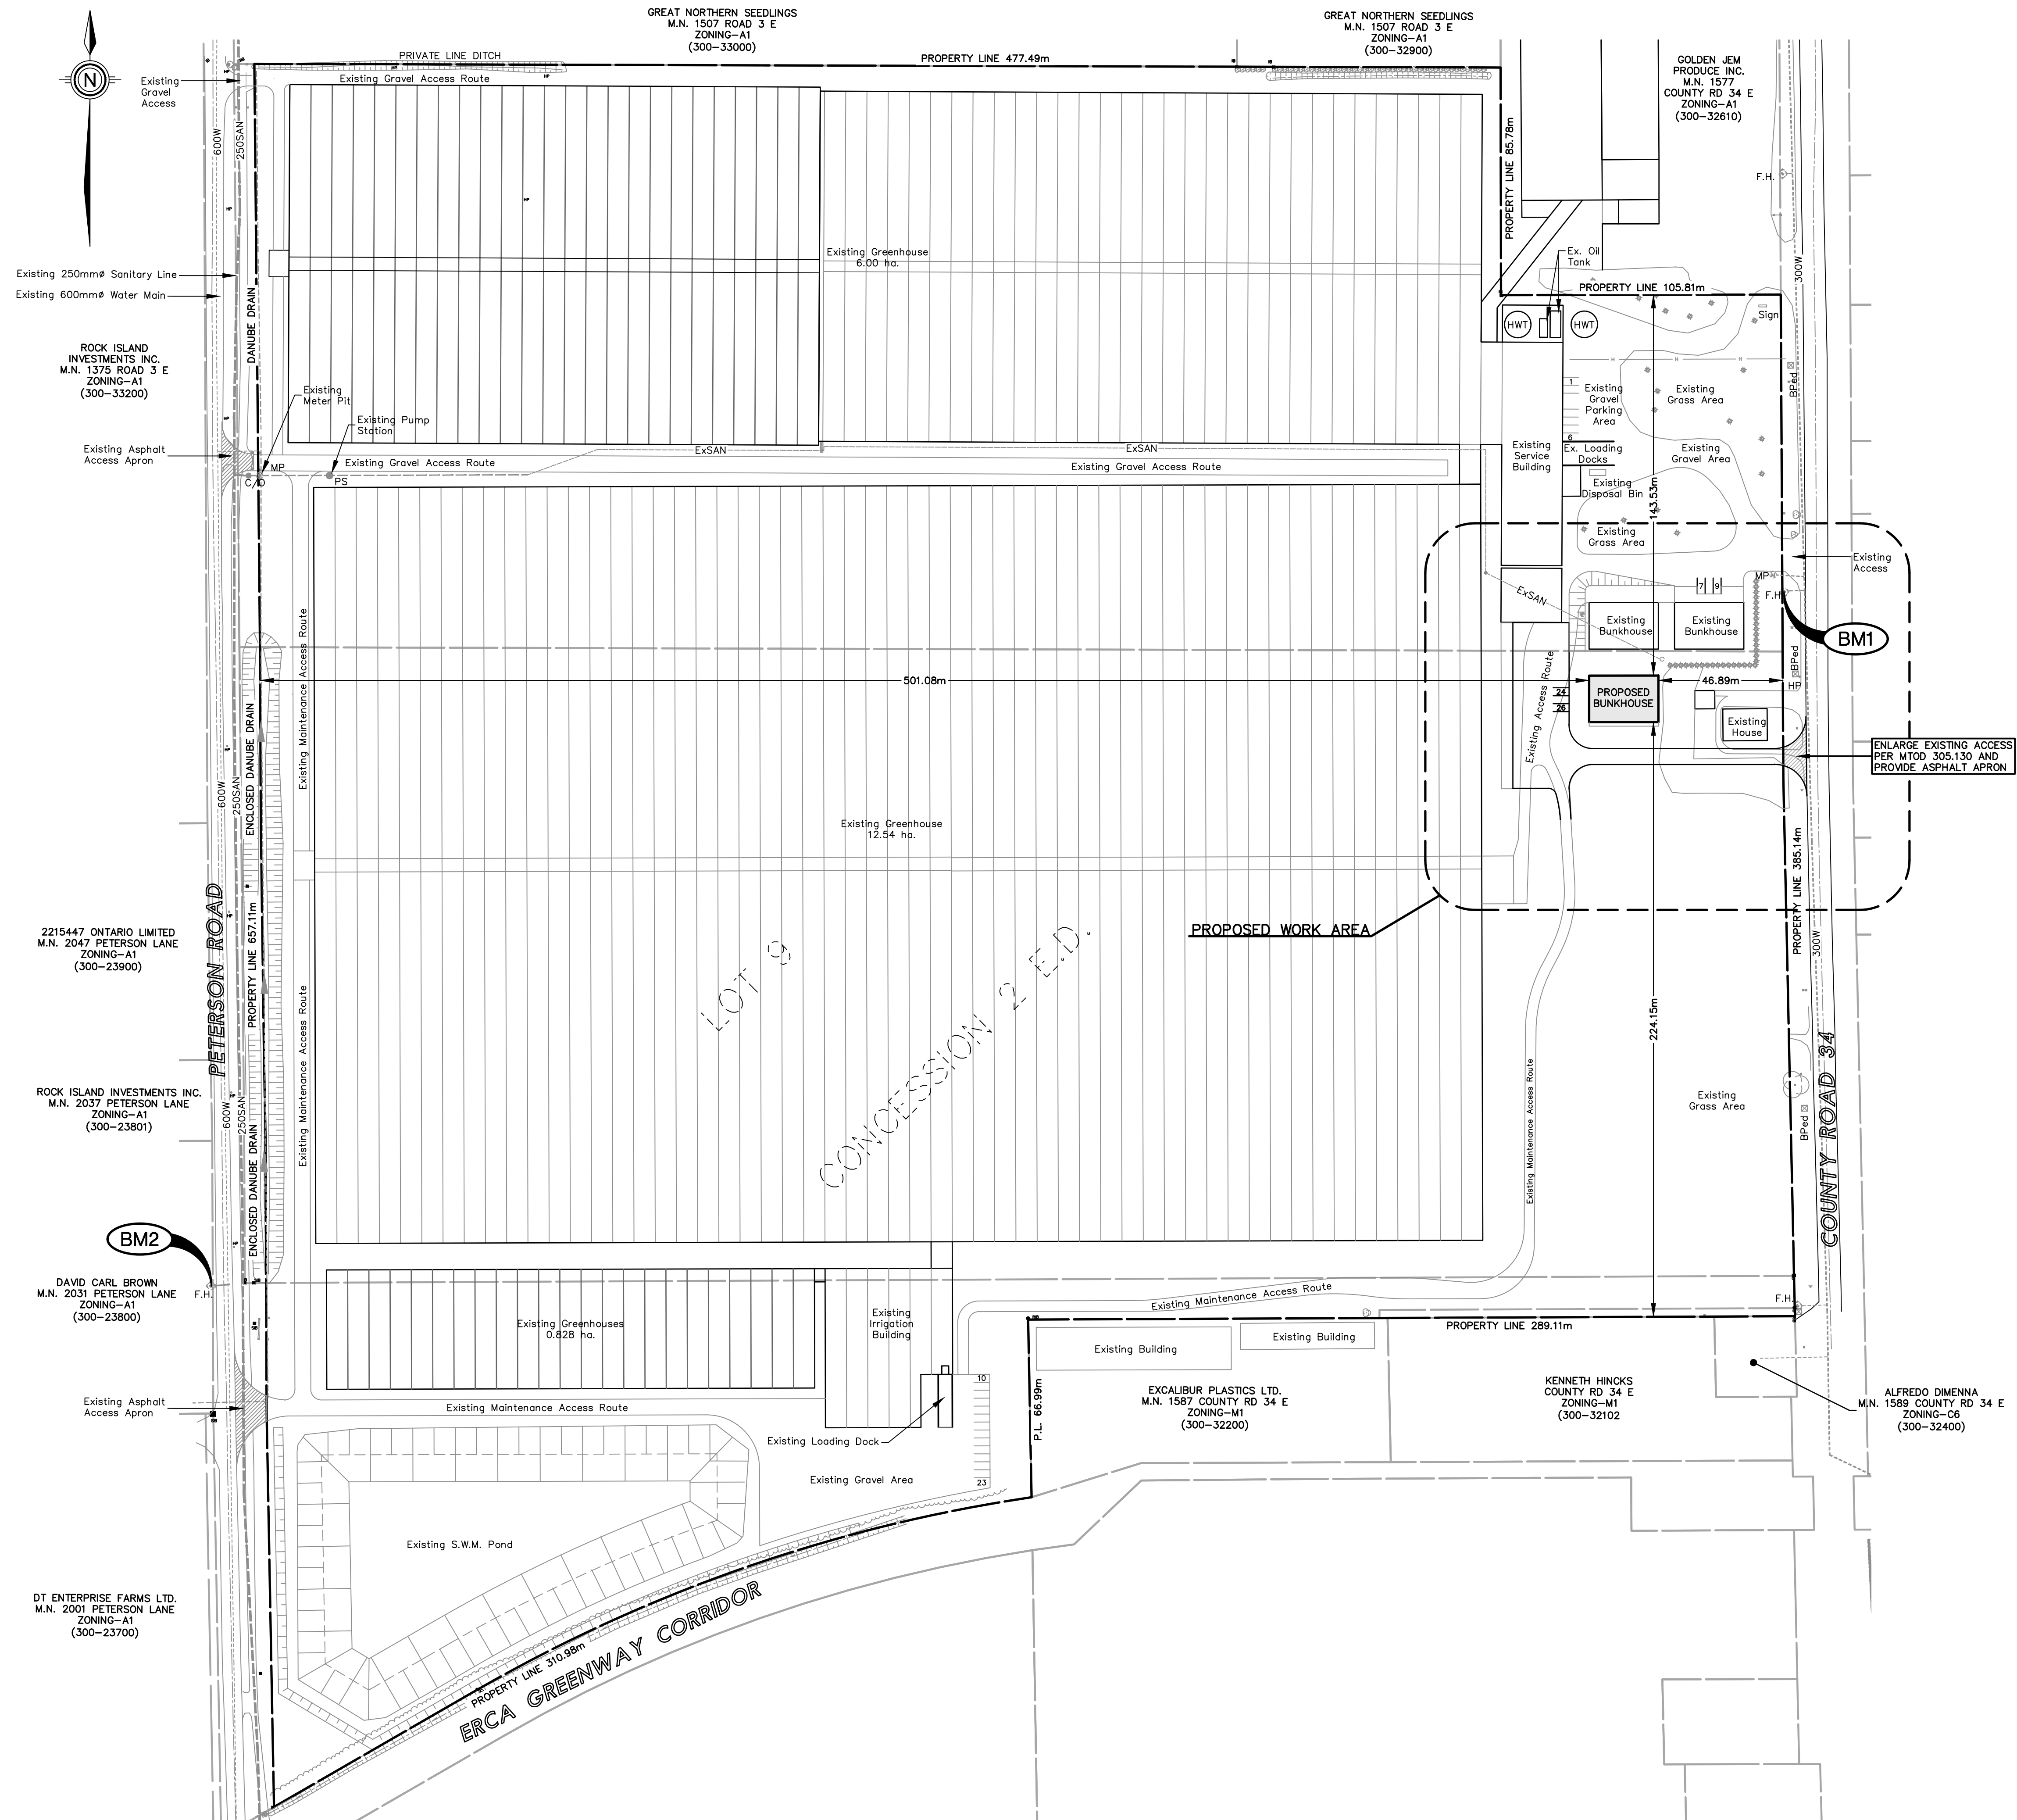 GREAT NORTHERN SEEDLINGS
M.N. 1507 ROAD 3 E
ZONING-A1
(300-33000)
GREAT NORTHERN SEEDLINGS
M.N. 1507 ROAD 3 E
ZONING-A1
(300-32900)
N
PRIVATE LINE DITCH
PROPERTY LINE 477.49m
Existing
Gravel
Access
Existing Gravel Access Route
GOLDEN JEM
PRODUCE INC.
M.N. 1577
COUNTY RD 34 E
ZONING-A1
(300-32610)
600W
250SAN
PROPERTY LINE 85.78m
F.H.
HP
Existing Greenhouse
6.00 ha.
Ex. Oil
Tank
300W
Existing 250mmø Sanitary Line
Existing 600mmø Water Main
DANUBE DRAIN
PROPERTY LINE 105.81m
HWT
HWT
Sign
ROCK ISLAND
INVESTMENTS INC.
M.N. 1375 ROAD 3 E
ZONING-A1
(300-33200)
Existing
Meter Pit
Existing Pump
Station
1
Existing
Gravel
Parking
Area
6
Existing
Grass Area
BPed
Existing Asphalt
Access Apron
MP
C/O
PS
Existing Gravel Access Route
ExSAN
ExSAN
Existing Gravel Access Route
Existing
Service
Building
Ex. Loading
Docks
Existing
Gravel Area
Existing
Disposal Bin
143.53m
Existing
Grass Area
Existing
Access
MP
F.H.
7
9
ExSAN
Existing
Bunkhouse
Existing
Bunkhouse
BM1
Existing Maintenance Access Route
BPed
HP
501.08m
46.89m
Existing Access Route
24
26
PROPOSED
BUNKHOUSE
Existing
House
ENLARGE EXISTING ACCESS
PER MTOD 305.130 AND
PROVIDE ASPHALT APRON
ENCLOSED DANUBE DRAIN
600W
250SAN
Existing Greenhouse
12.54 ha.
PROPERTY LINE 385.14m
PETERSON ROAD
PROPERTY LINE 657.11m
PROPOSED WORK AREA
300W
2215447 ONTARIO LIMITED
M.N. 2047 PETERSON LANE
ZONING-A1
(300-23900)
LOT 9
CONCESSION 2 E.D.
224.15m
COUNTY ROAD 34
ROCK ISLAND INVESTMENTS INC.
M.N. 2037 PETERSON LANE
ZONING-A1
(300-23801)
600W
250SAN
ENCLOSED DANUBE DRAIN
Existing Maintenance Access Route
Existing Maintenance Access Route
Existing
Grass Area
BPed
BM2
DAVID CARL BROWN
M.N. 2031 PETERSON LANE
ZONING-A1
(300-23800)
F.H.
Existing Greenhouses
0.828 ha.
Existing
Irrigation
Building
Existing Maintenance Access Route
F.H.
PROPERTY LINE 289.11m
Existing Building
Existing Building
Existing Asphalt
Access Apron
Existing Maintenance Access Route
10
P.L. 66.99m
EXCALIBUR PLASTICS LTD.
M.N. 1587 COUNTY RD 34 E
ZONING-M1
(300-32200)
KENNETH HINCKS
COUNTY RD 34 E
ZONING-M1
(300-32102
ALFREDO DIMENNA
M.N. 1589 COUNTY RD 34 E
ZONING-C6
(300-32400)
Existing Loading Dock
Existing Gravel Area
23
Existing S.W.M. Pond
DT ENTERPRISE FARMS LTD.
M.N. 2001 PETERSON LANE
ZONING-A1
(300-23700)
PROPERTY LINE 310.98m
ERCA GREENWAY CORRIDOR